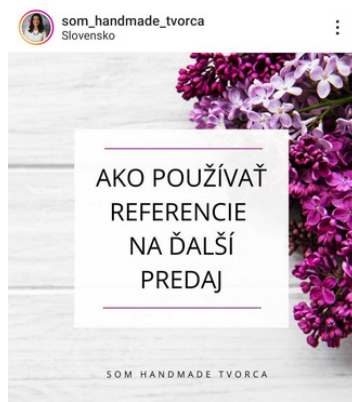 som_handmade_tvorca
Slovensko
AKO POUŽÍVAŤ
REFERENCIE
NA ĎALŠÍ
PREDAJ
SOM HANDMADE TVORCA